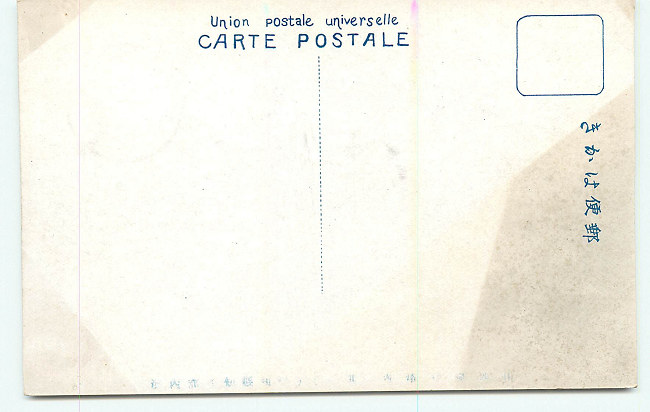 Union postale universelle
CARTE POSTALE
きかは便郵